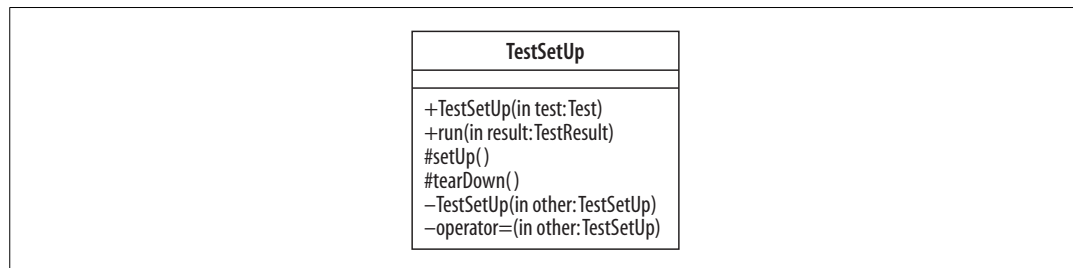 TestSetUp
+TestSetUp(in test:Test)
+run(in result:TestResult)
#setUp( )
#tearDown( )
–TestSetUp(in other:TestSetUp)
–operator=(in other:TestSetUp)